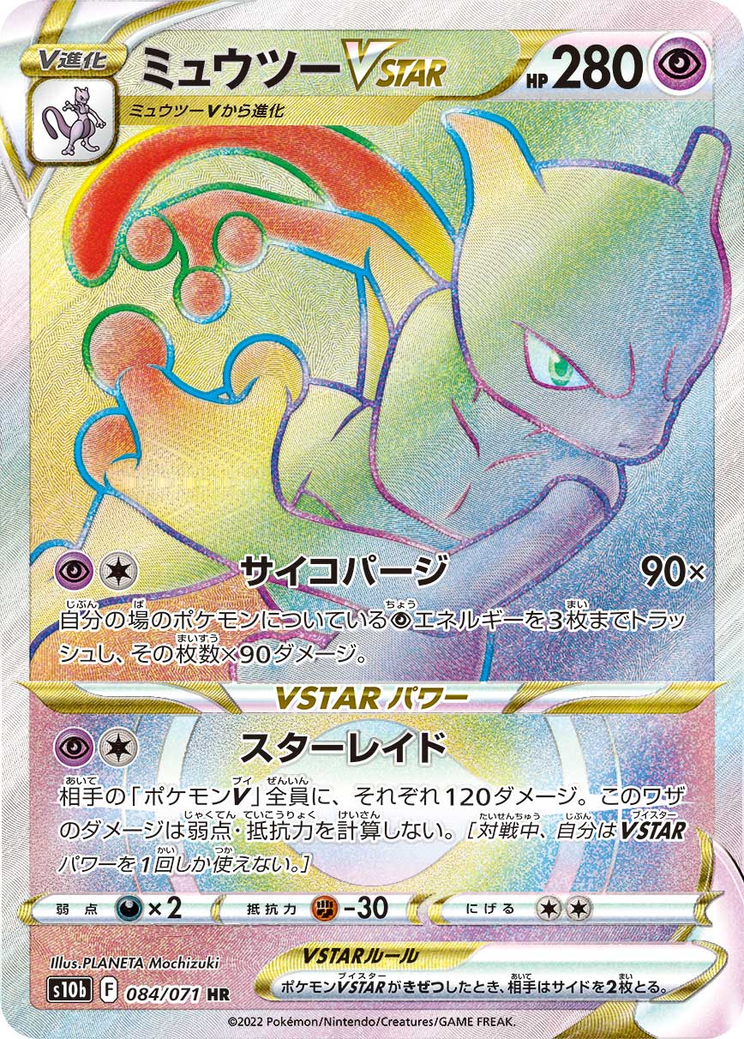 V進化
ミュウツーVSTAR
HP 280
ミュウツーVから進化
サイコパージ 90×
自分の場のポケモンについている エネルギーを3枚までトラッ
シュし、その枚数×90ダメージ。
VSTARパワー
スターレイド
相手の「ポケモンV」全員に、それぞれ120ダメージ。このワザ
のダメージは弱点・抵抗力を計算しない。[対戦中、自分はVSTAR
パワーを1回しか使えない。]
弱点 ×2 抵抗力 -30 にげる
Illus.PLANETA Mochizuki
VSTARルール
ポケモンVSTARがきぜつしたとき、相手はサイドを2枚とる。
s10b F 084/071 HR
©2022 Pokémon/Nintendo/Creatures/GAME FREAK.